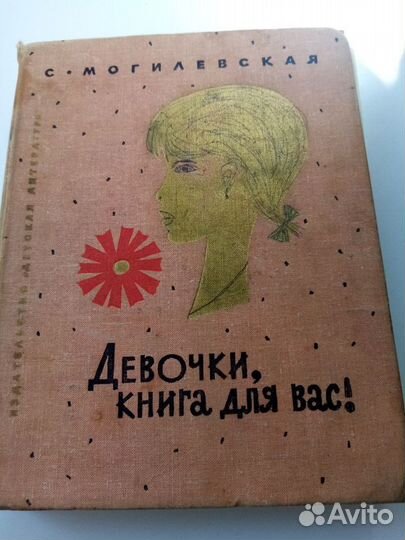 С. МОГИЛЕВСКАЯ
ИЗДАТЕЛЬСТВО ДЕТСКАЯ ЛИТЕРАТУРА
ДЕВОЧКИ,
КНИГА ДЛЯ ВАС!
Avito